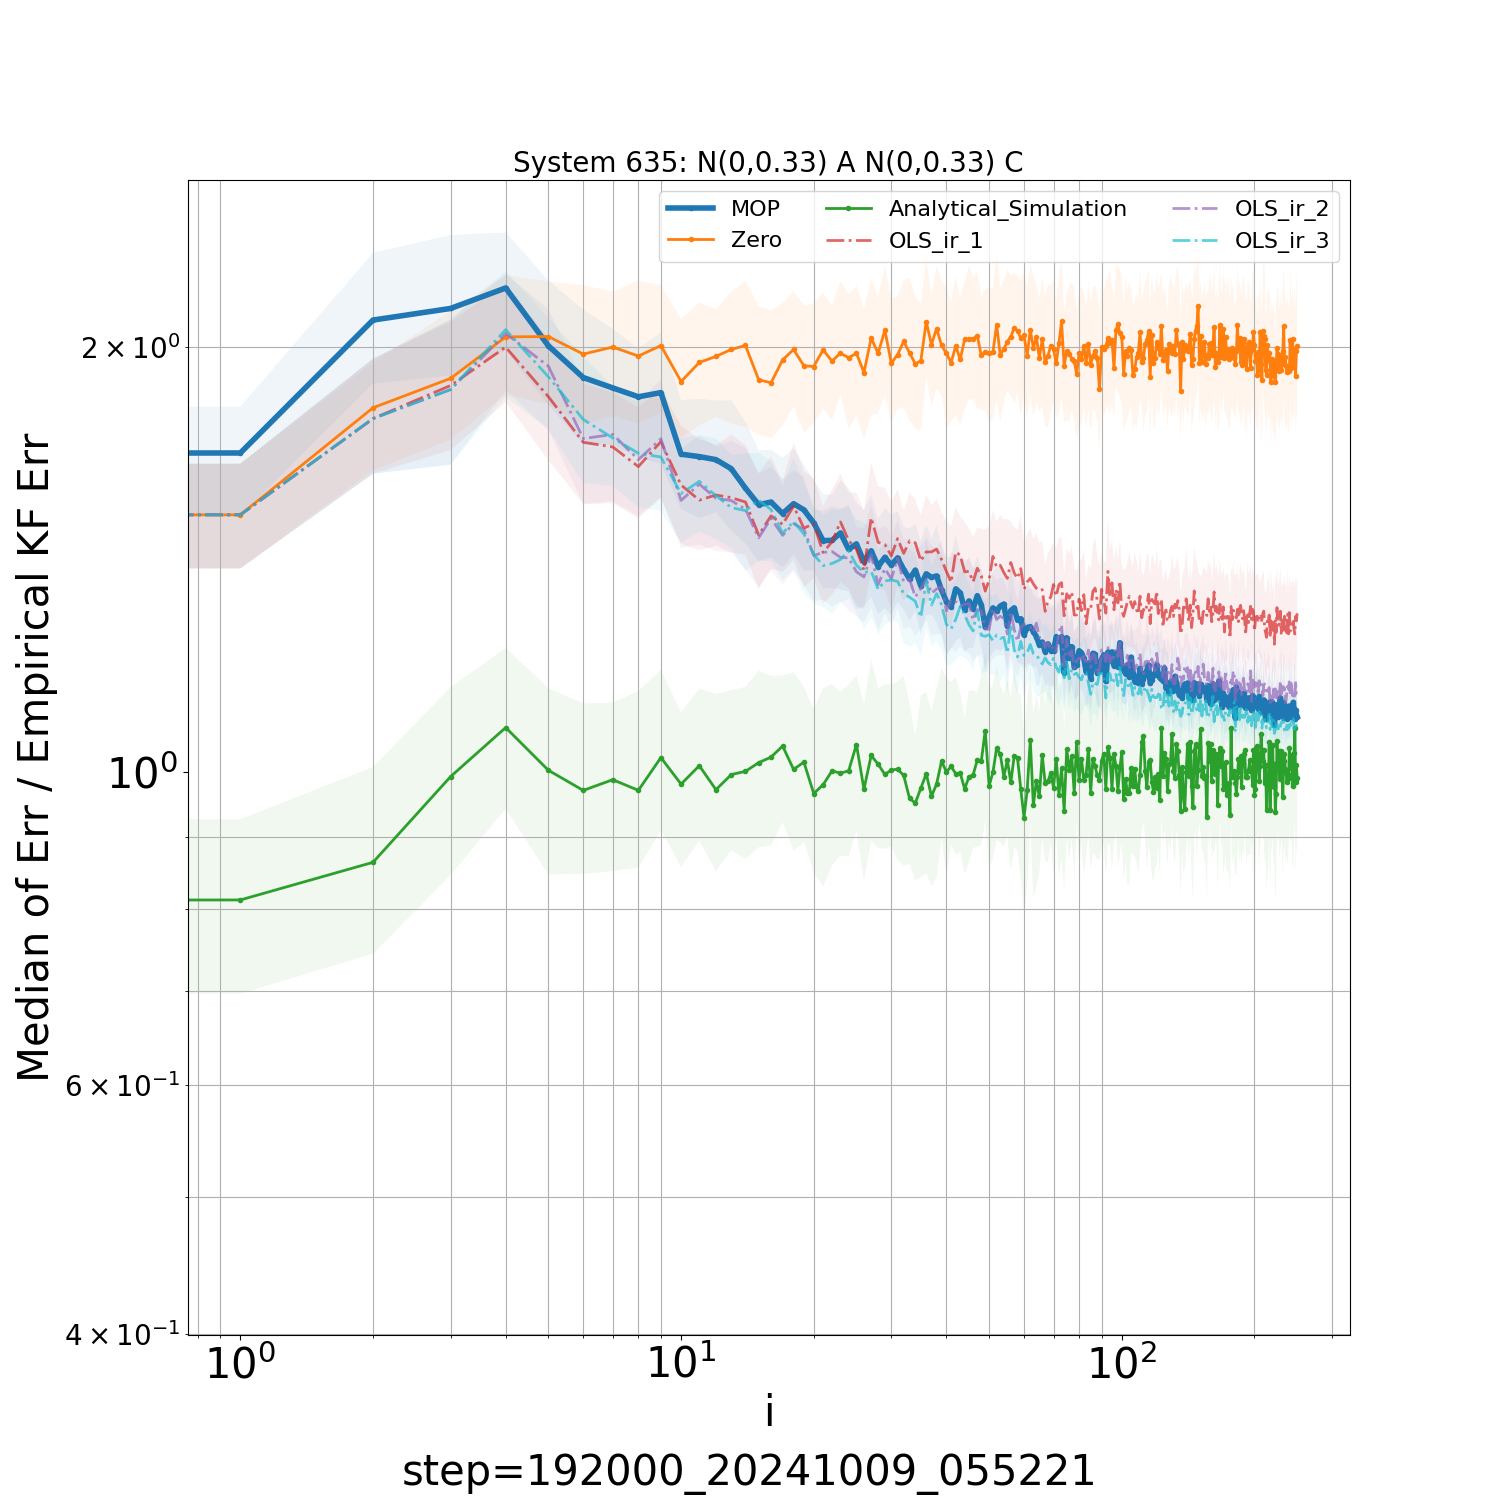 System 635: N(0,0.33) A N(0,0.33) C
MOP
Zero
Analytical_Simulation
OLS_ir_1
OLS_ir_2
OLS_ir_3
Median of Err / Empirical KF Err
2 × 10⁰
10⁰
6 × 10⁻¹
4 × 10⁻¹
10⁰ 10¹ 10²
i
step=192000_20241009_055221